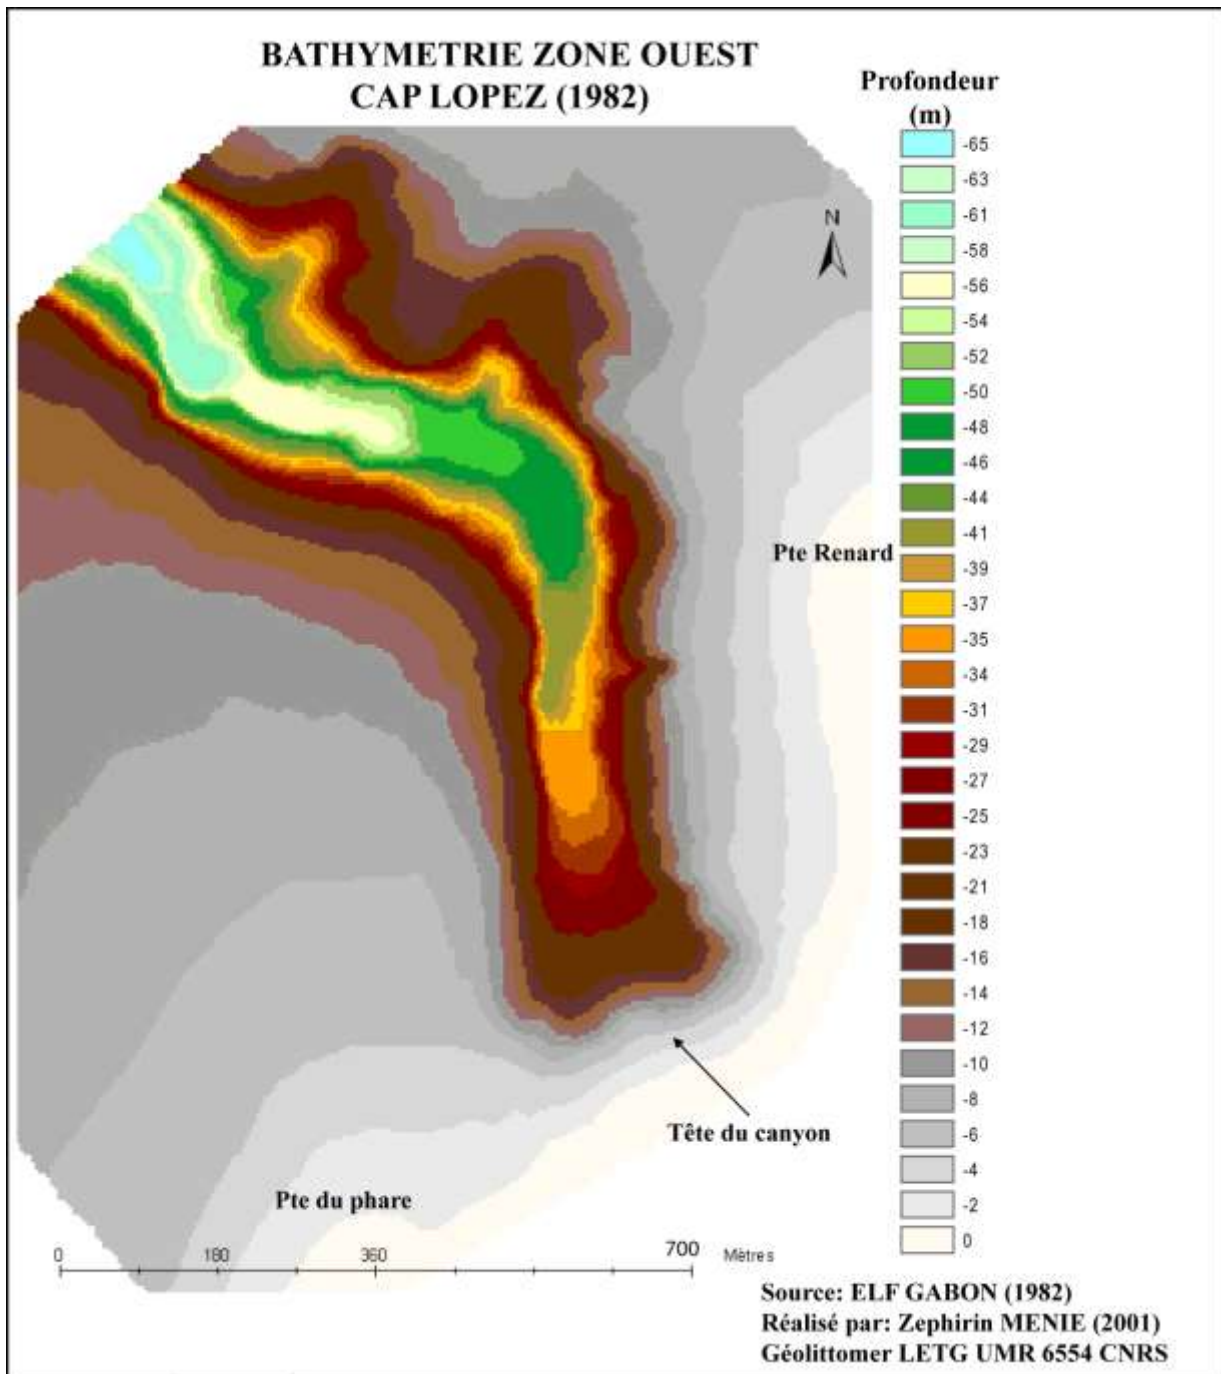 BATHYMETRIE ZONE OUEST
CAP LOPEZ (1982)
Profondeur
(m)
-65
-63
-61
-58
-56
-54
-52
-50
-48
-46
-44
-41
-39
-37
-35
-34
-31
-29
-27
-25
-23
-21
-18
-16
-14
-12
-10
-8
-6
-4
-2
0
N
Pte Renard
Tête du canyon
Pte du phare
0 180 360 700 Mètres
Source: ELF GABON (1982)
Réalisé par: Zephirin MENIE (2001)
Géolittomer LETG UMR 6554 CNRS